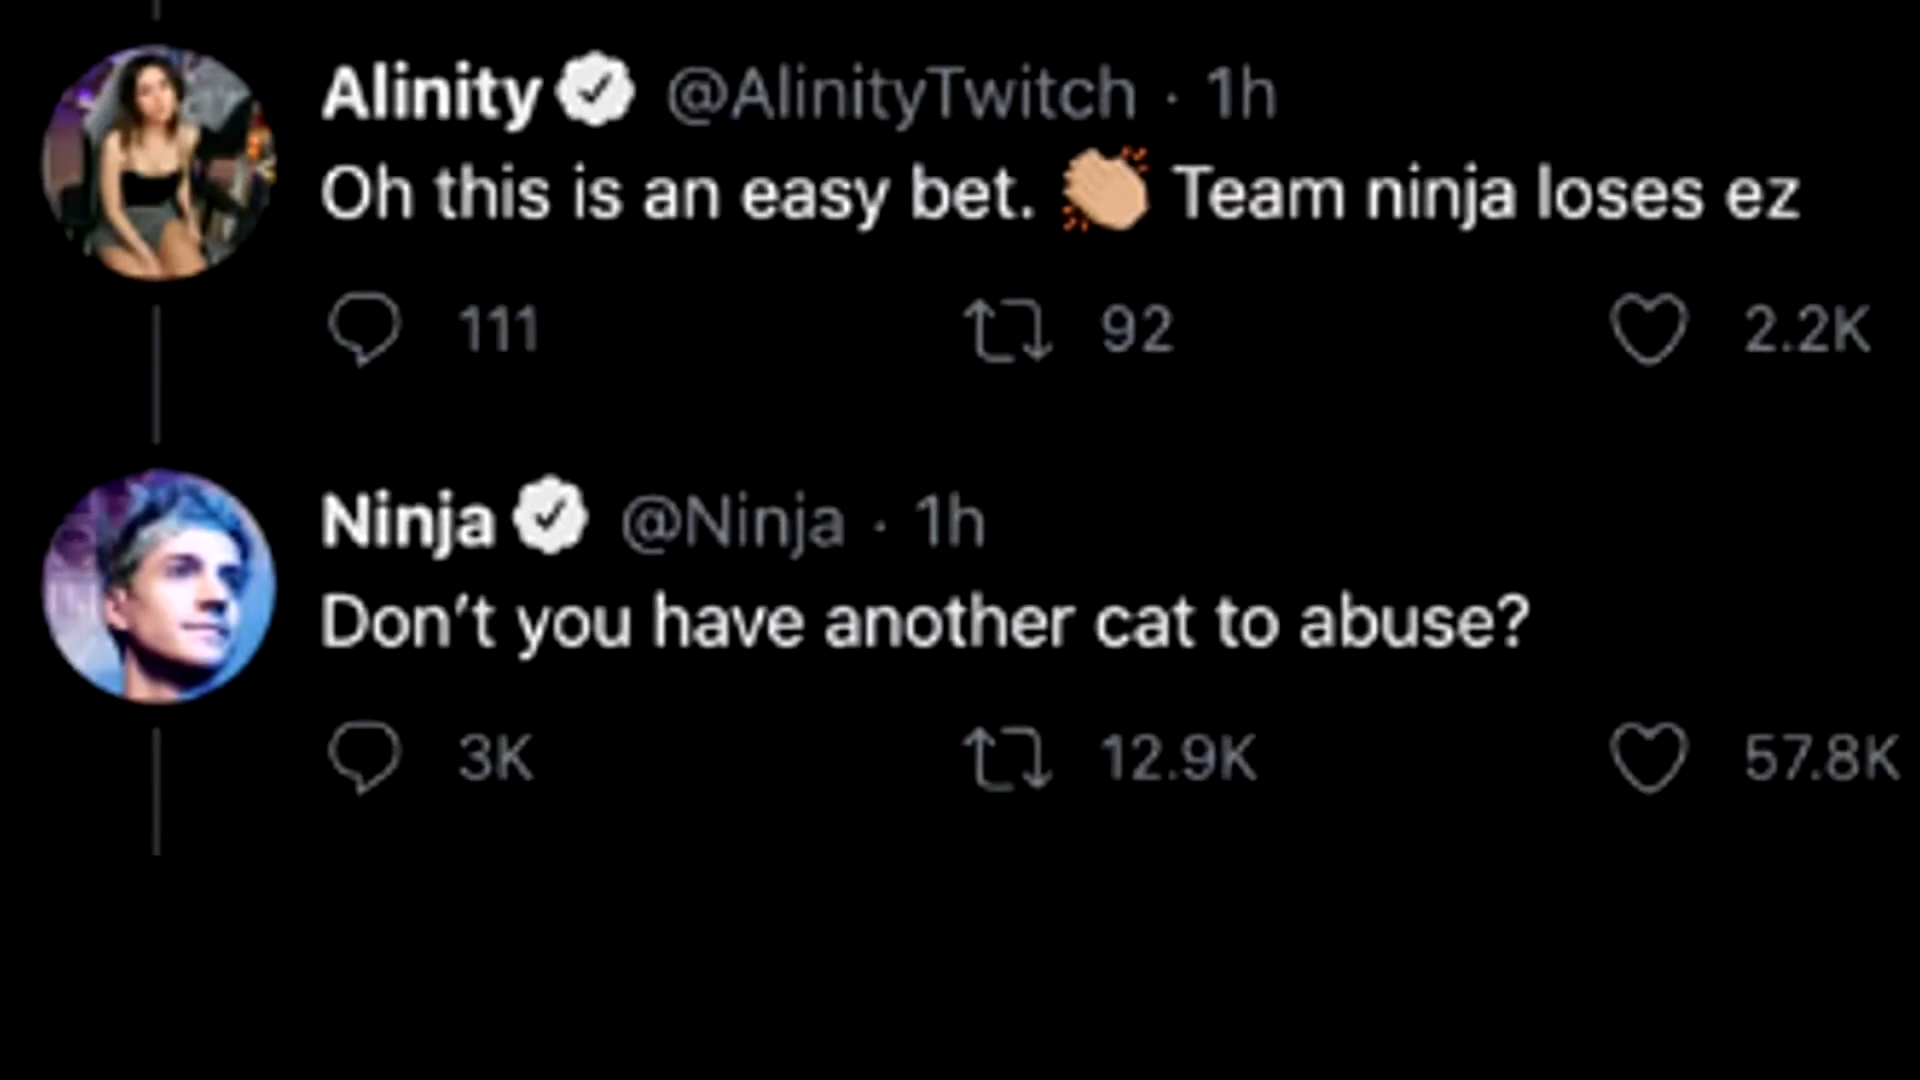 Alinity @AlinityTwitch · 1h
Oh this is an easy bet. 👏🏼 Team ninja loses ez
111 92 2.2K
Ninja @Ninja · 1h
Don’t you have another cat to abuse?
3K 12.9K 57.8K